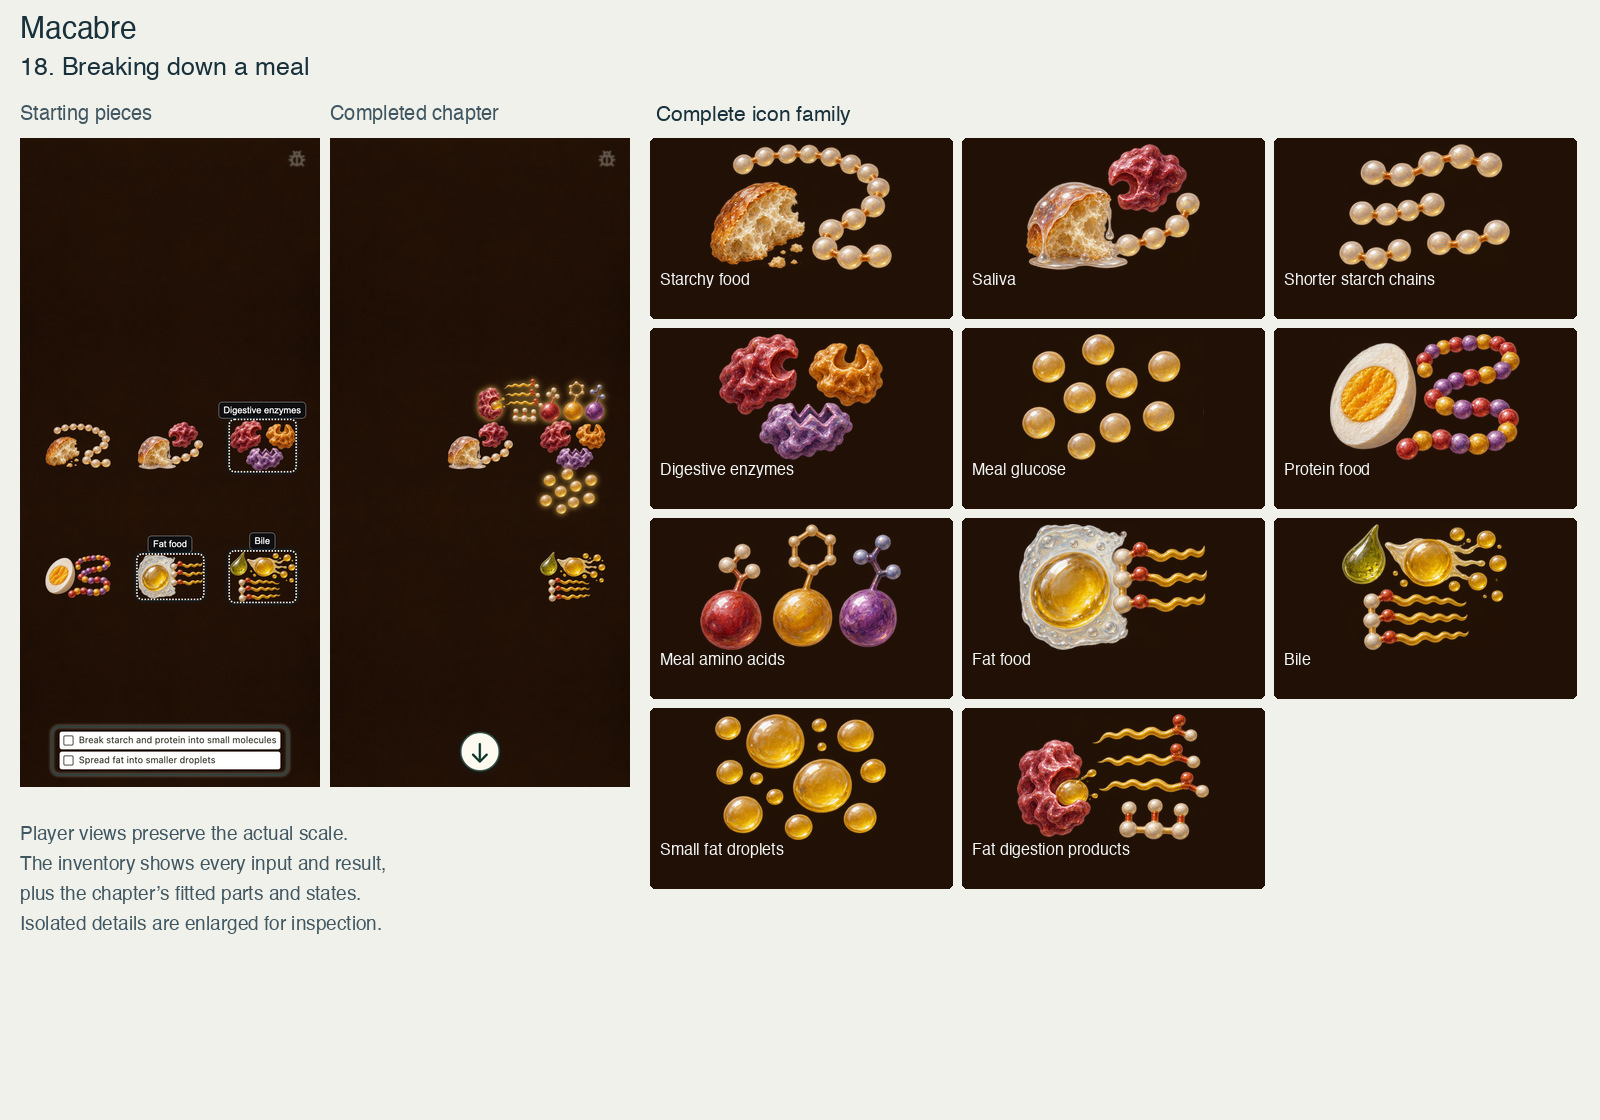 Macabre
18. Breaking down a meal
Starting pieces
Completed chapter
Complete icon family
Digestive enzymes
Fat food
Bile
Break starch and protein into small molecules
Spread fat into smaller droplets
Starchy food
Saliva
Shorter starch chains
Digestive enzymes
Meal glucose
Protein food
Meal amino acids
Fat food
Bile
Small fat droplets
Fat digestion products
Player views preserve the actual scale.
The inventory shows every input and result,
plus the chapter’s fitted parts and states.
Isolated details are enlarged for inspection.